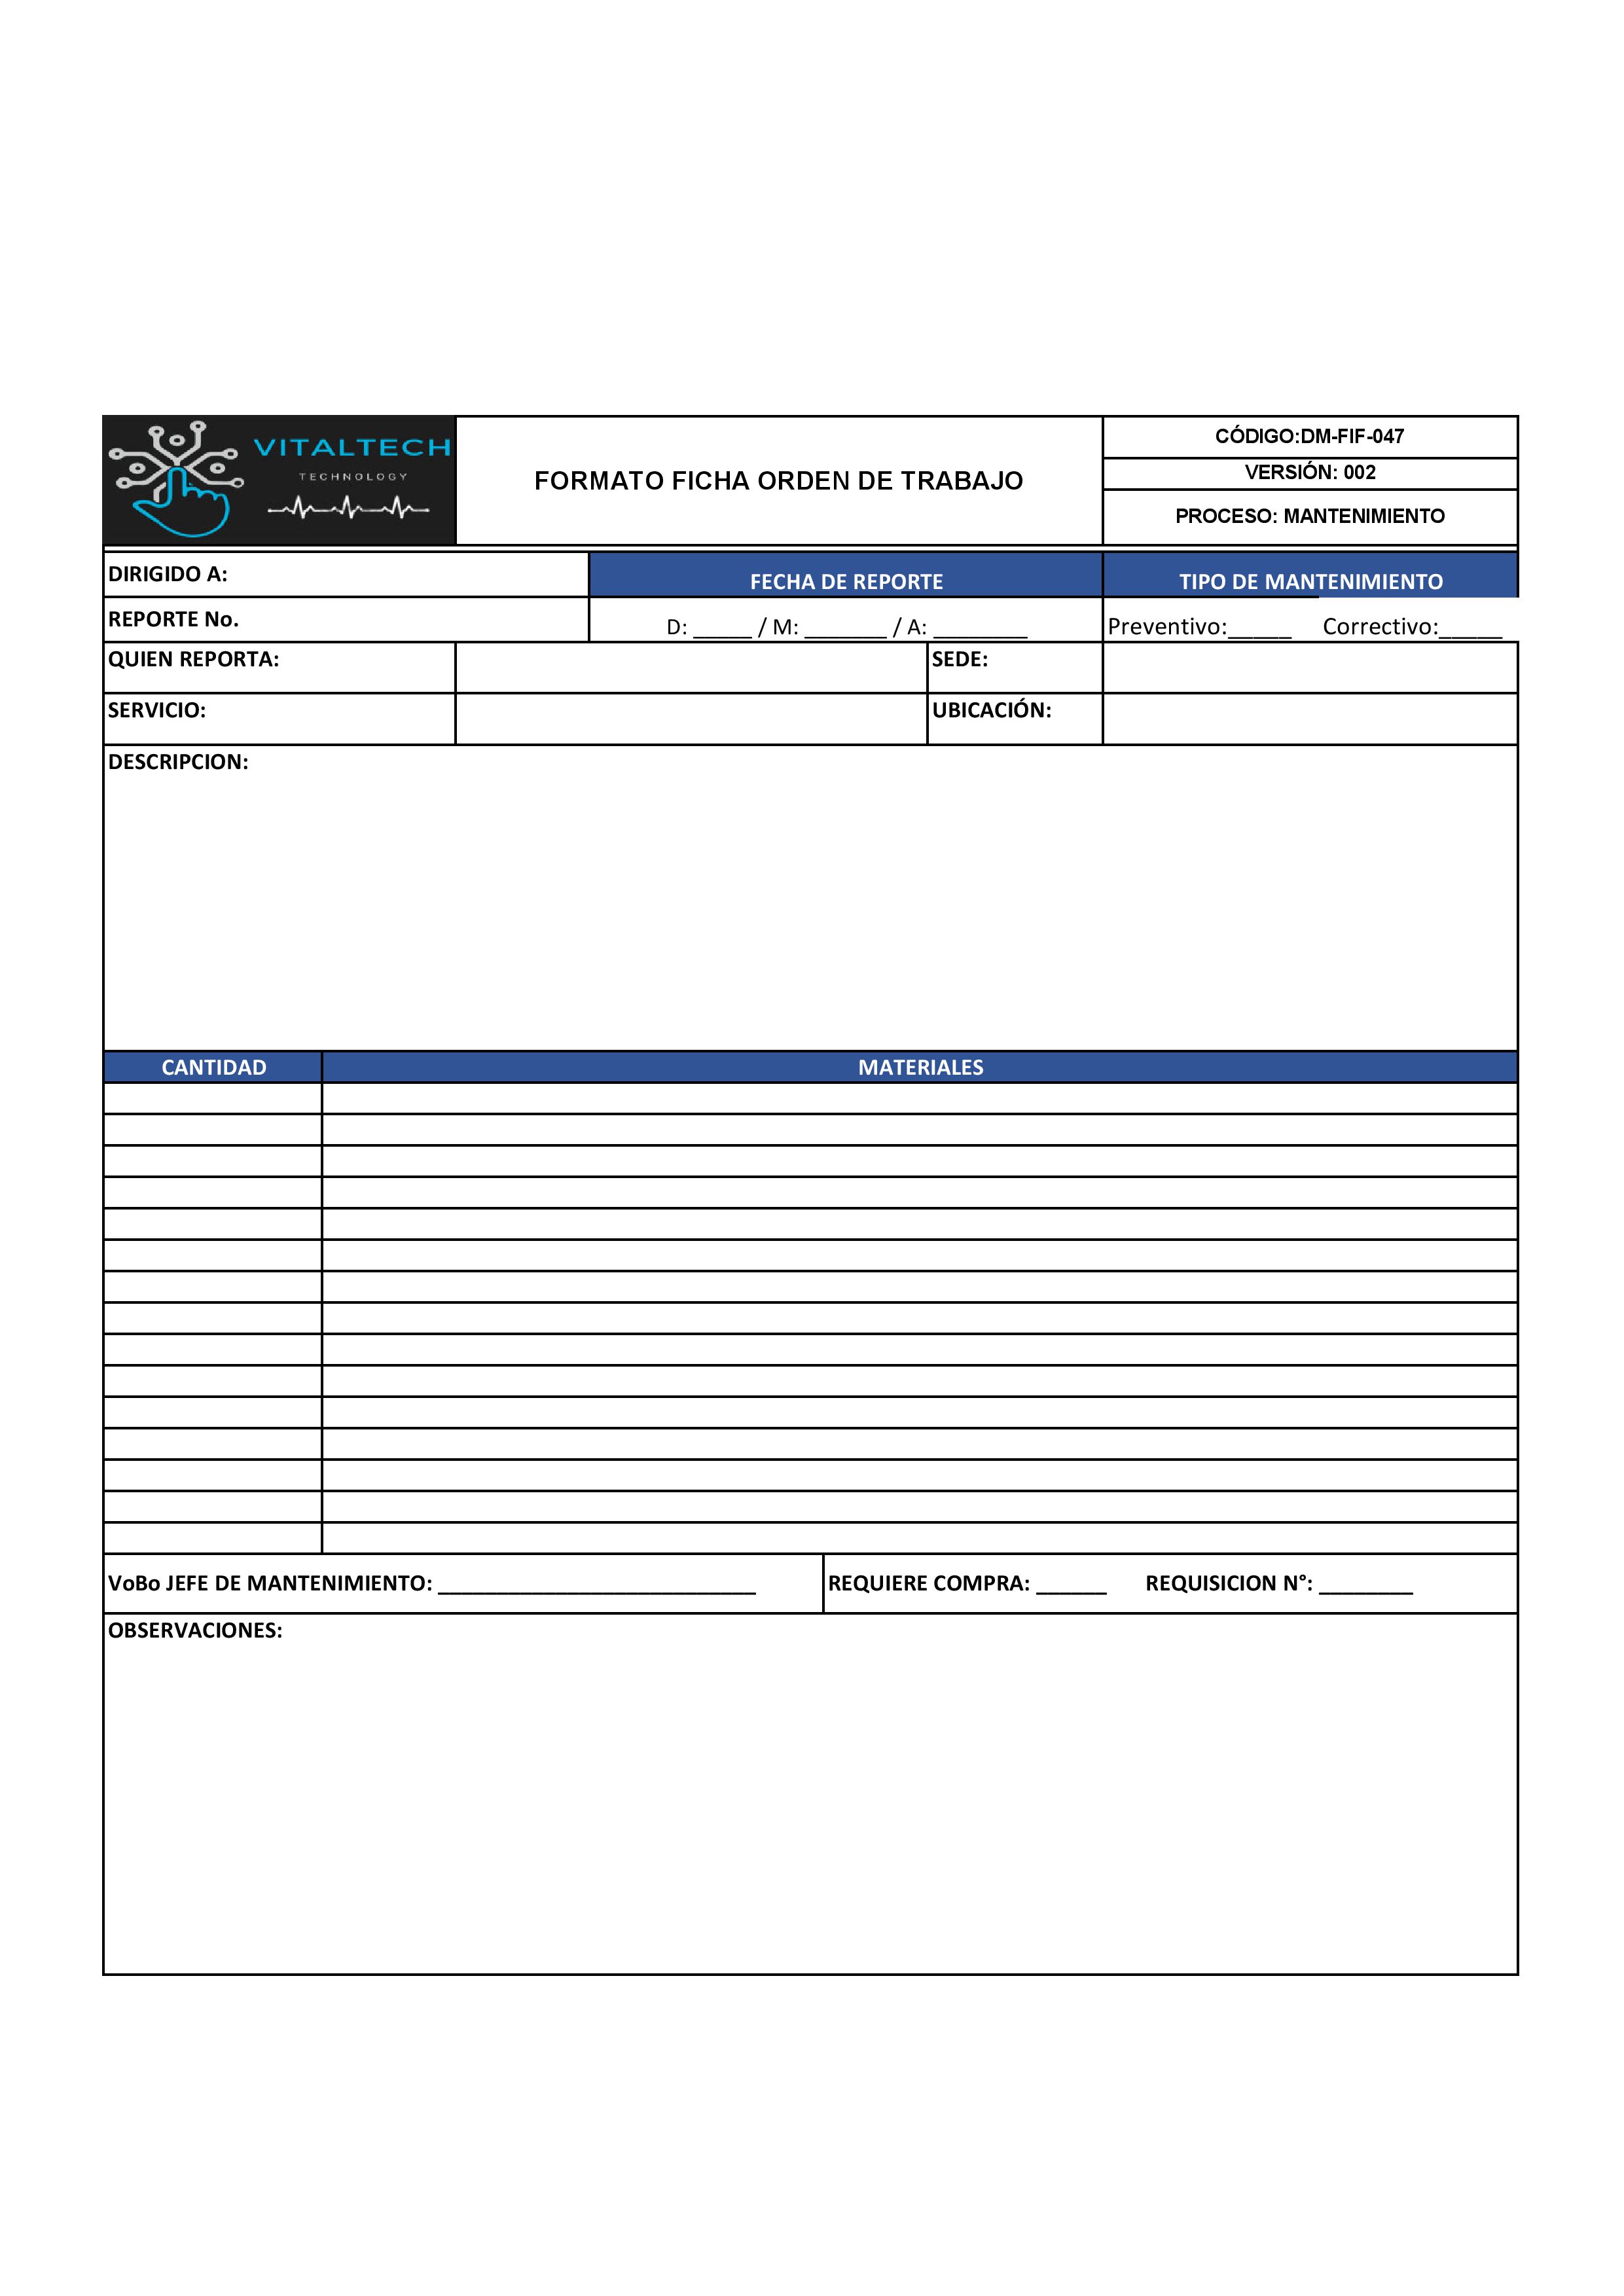 VITALTECH
TECHNOLOGY
FORMATO FICHA ORDEN DE TRABAJO
CÓDIGO:DM-FIF-047
VERSIÓN: 002
PROCESO: MANTENIMIENTO
DIRIGIDO A:
FECHA DE REPORTE
TIPO DE MANTENIMIENTO
REPORTE No.
D: _____ / M: _______ / A: ________
Preventivo:_____ Correctivo:_____
QUIEN REPORTA:
SEDE:
SERVICIO:
UBICACIÓN:
DESCRIPCION:
CANTIDAD
MATERIALES
VoBo JEFE DE MANTENIMIENTO: ___________________________
REQUIERE COMPRA: ______ REQUISICION N°: ________
OBSERVACIONES: